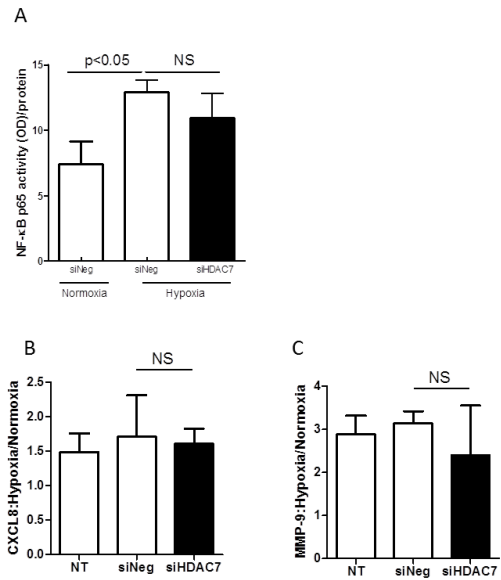 A
p<0.05 NS
NF-κB p65 activity (OD)/protein
15
10
5
0
siNeg siNeg siHDAC7
Normoxia Hypoxia
B
NS
CXCL8:Hypoxia/Normoxia
2.5
2.0
1.5
1.0
0.5
0.0
NT siNeg siHDAC7
C
NS
MMP-9:Hypoxia/Normoxia
4
3
2
1
0
NT siNeg siHDAC7